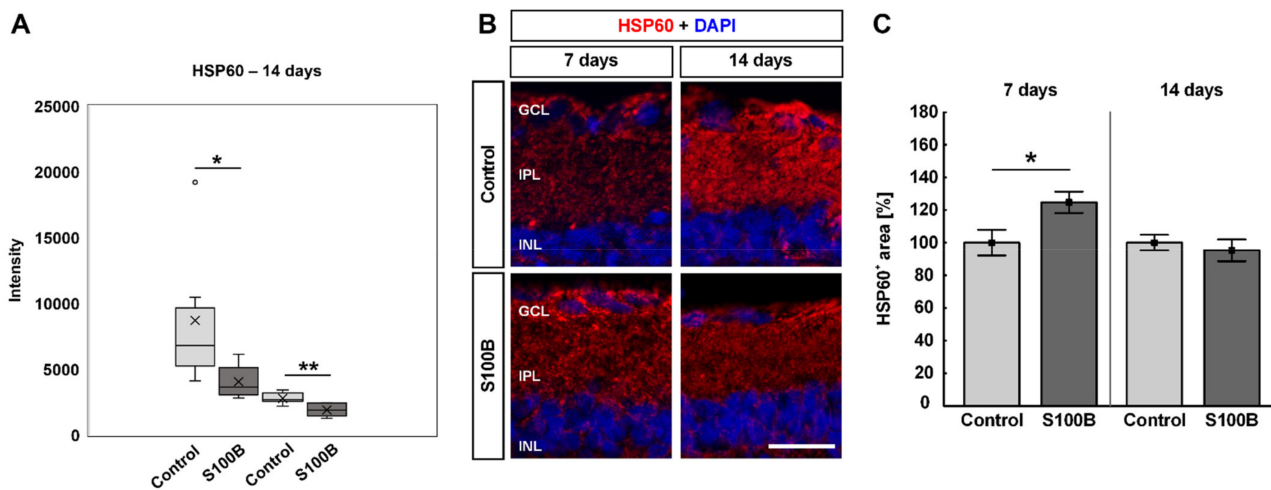 A
HSP60 – 14 days
Intensity
25000
20000
15000
10000
5000
0
*
**
Control
S100B
Control
S100B
B
HSP60 + DAPI
7 days
14 days
Control
GCL
IPL
INL
S100B
GCL
IPL
INL
C
7 days
14 days
HSP60⁺ area [%]
180
160
140
120
100
80
60
40
20
0
*
Control
S100B
Control
S100B